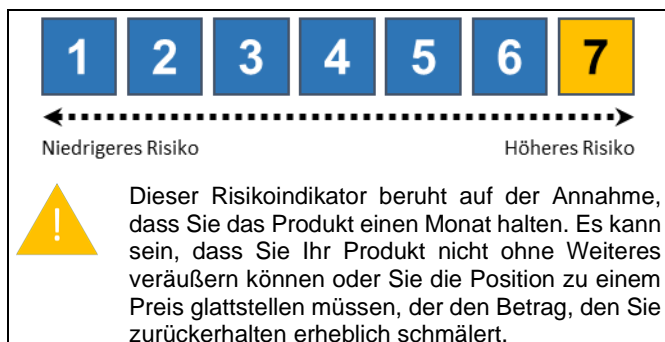 1 2 3 4 5 6 7
Niedrigeres Risiko Höheres Risiko
!
Dieser Risikoindikator beruht auf der Annahme,
dass Sie das Produkt einen Monat halten. Es kann
sein, dass Sie Ihr Produkt nicht ohne Weiteres
veräußern können oder Sie die Position zu einem
Preis glattstellen müssen, der den Betrag, den Sie
zurückerhalten erheblich schmälert.